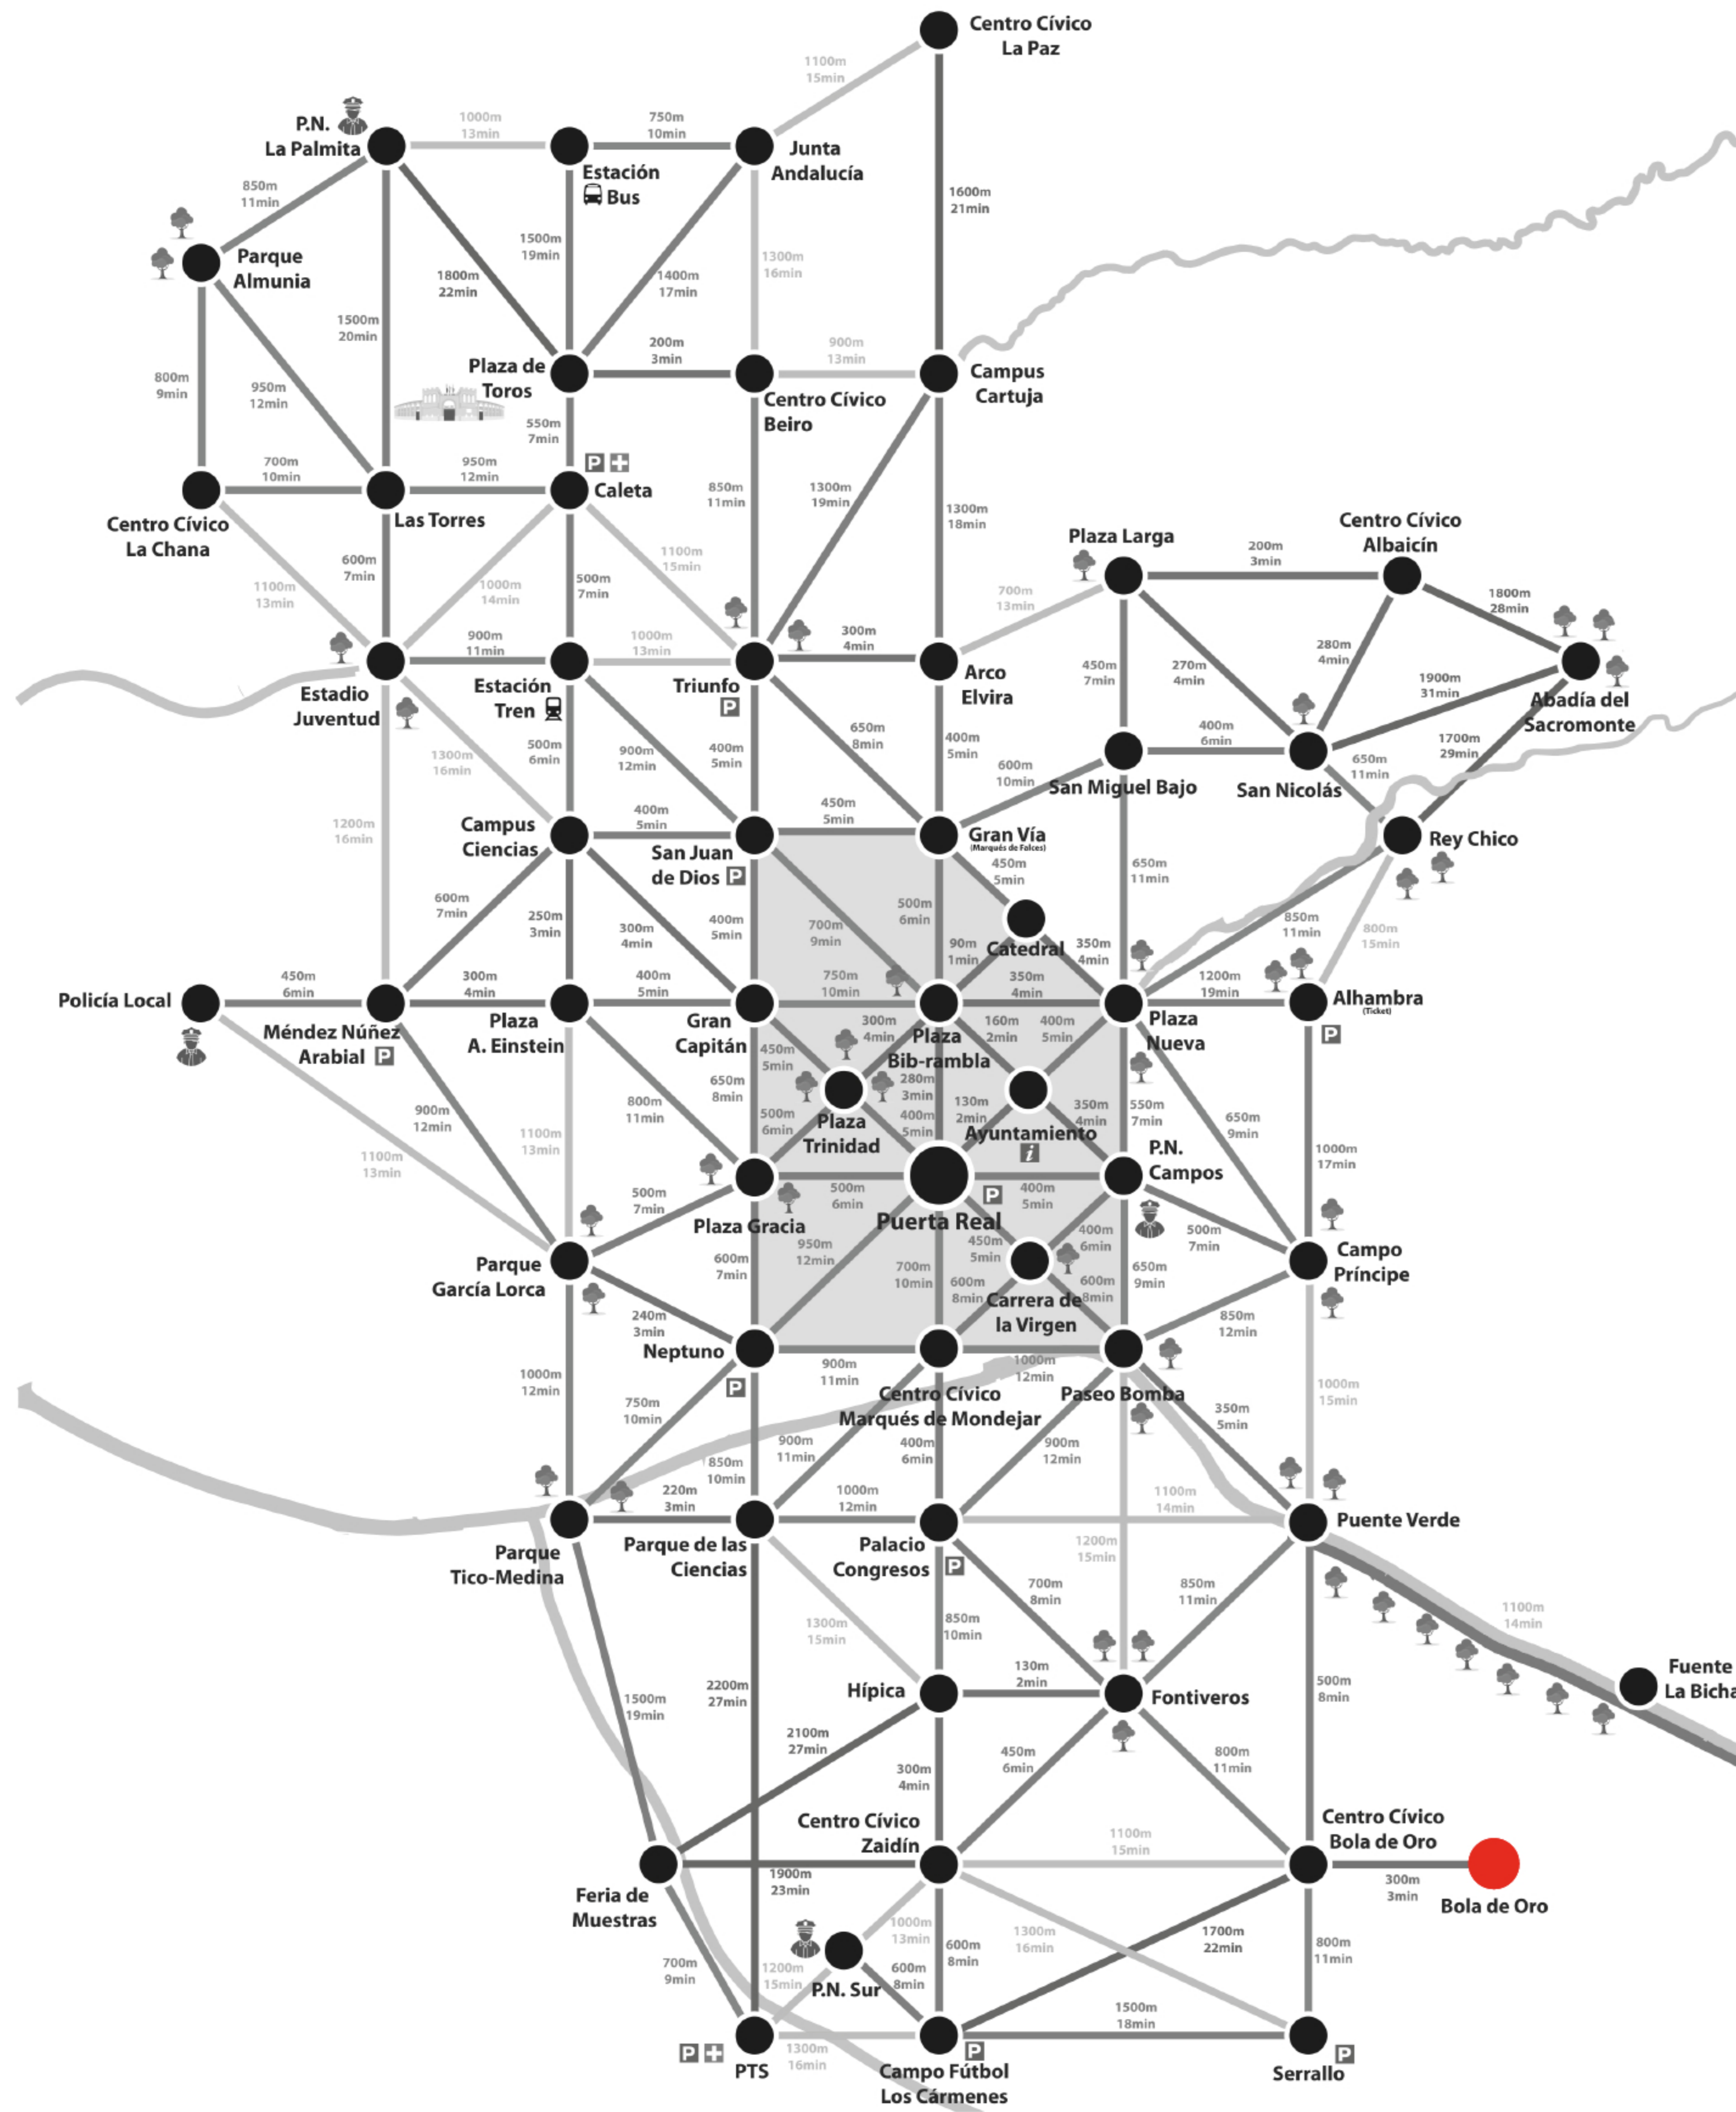 Centro Cívico
La Paz
1100m
15min
P.N.
La Palmita
1000m
13min
750m
10min
Estación
Bus
Junta
Andalucía
850m
11min
1600m
21min
Parque
Almunia
1500m
19min
1800m
22min
1400m
17min
1300m
16min
1500m
20min
200m
3min
900m
13min
Plaza de
Toros
Centro Cívico
Beiro
Campus
Cartuja
800m
9min
950m
12min
550m
7min
700m
10min
950m
12min
P
Caleta
850m
11min
1300m
19min
1300m
18min
Centro Cívico
La Chana
Las Torres
Plaza Larga
Centro Cívico
Albaicín
200m
3min
1100m
13min
600m
7min
1000m
14min
500m
7min
1100m
15min
700m
13min
1800m
28min
900m
11min
1000m
13min
300m
4min
450m
7min
270m
4min
280m
4min
1900m
31min
Estadio
Juventud
Estación
Tren
Triunfo
P
Arco
Elvira
Abadía del
Sacromonte
1300m
16min
500m
6min
900m
12min
400m
5min
650m
8min
400m
5min
600m
10min
400m
6min
650m
11min
1700m
29min
San Miguel Bajo
San Nicolás
1200m
16min
Campus
Ciencias
400m
5min
450m
5min
San Juan
de Dios P
Gran Vía
(Marqués de Falces)
Rey Chico
450m
5min
650m
11min
600m
7min
250m
3min
300m
4min
400m
5min
700m
9min
500m
6min
90m
1min
Catedral
350m
4min
850m
11min
800m
15min
450m
6min
300m
4min
400m
5min
750m
10min
350m
4min
1200m
19min
Policía Local
Méndez Núñez
Arabial P
Plaza
A. Einstein
Gran
Capitán
Plaza
Bib-rambla
Plaza
Nueva
Alhambra
(Ticket)
P
300m
4min
160m
2min
400m
5min
450m
5min
650m
8min
280m
3min
900m
12min
800m
11min
500m
6min
Plaza
Trinidad
400m
5min
130m
2min
Ayuntamiento
i
350m
4min
550m
7min
650m
9min
1100m
13min
1100m
13min
P.N.
Campos
1000m
17min
500m
7min
Plaza Gracia
500m
6min
Puerta Real
P
400m
5min
400m
6min
500m
7min
Parque
García Lorca
600m
7min
950m
12min
700m
10min
450m
5min
600m
8min
Carrera de
la Virgen
600m
8min
650m
9min
Campo
Príncipe
240m
3min
850m
12min
Neptuno
P
900m
11min
1000m
12min
Centro Cívico
Marqués de Mondejar
Paseo Bomba
1000m
12min
750m
10min
350m
5min
1000m
15min
850m
10min
900m
11min
400m
6min
900m
12min
220m
3min
1000m
12min
1100m
14min
Parque
Tico-Medina
Parque de las
Ciencias
Palacio
Congresos P
Puente Verde
1200m
15min
1300m
15min
700m
8min
850m
11min
850m
10min
1100m
14min
1500m
19min
2200m
27min
Hípica
130m
2min
Fontiveros
500m
8min
Fuente
La Bicha
2100m
27min
300m
4min
450m
6min
800m
11min
Centro Cívico
Zaidín
Centro Cívico
Bola de Oro
1100m
15min
1900m
23min
300m
3min
Bola de Oro
Feria de
Muestras
1000m
13min
600m
8min
1300m
16min
1700m
22min
800m
11min
700m
9min
1200m
15min
P.N. Sur
600m
8min
1500m
18min
P
PTS
1300m
16min
P
Campo Fútbol
Los Cármenes
P
Serrallo